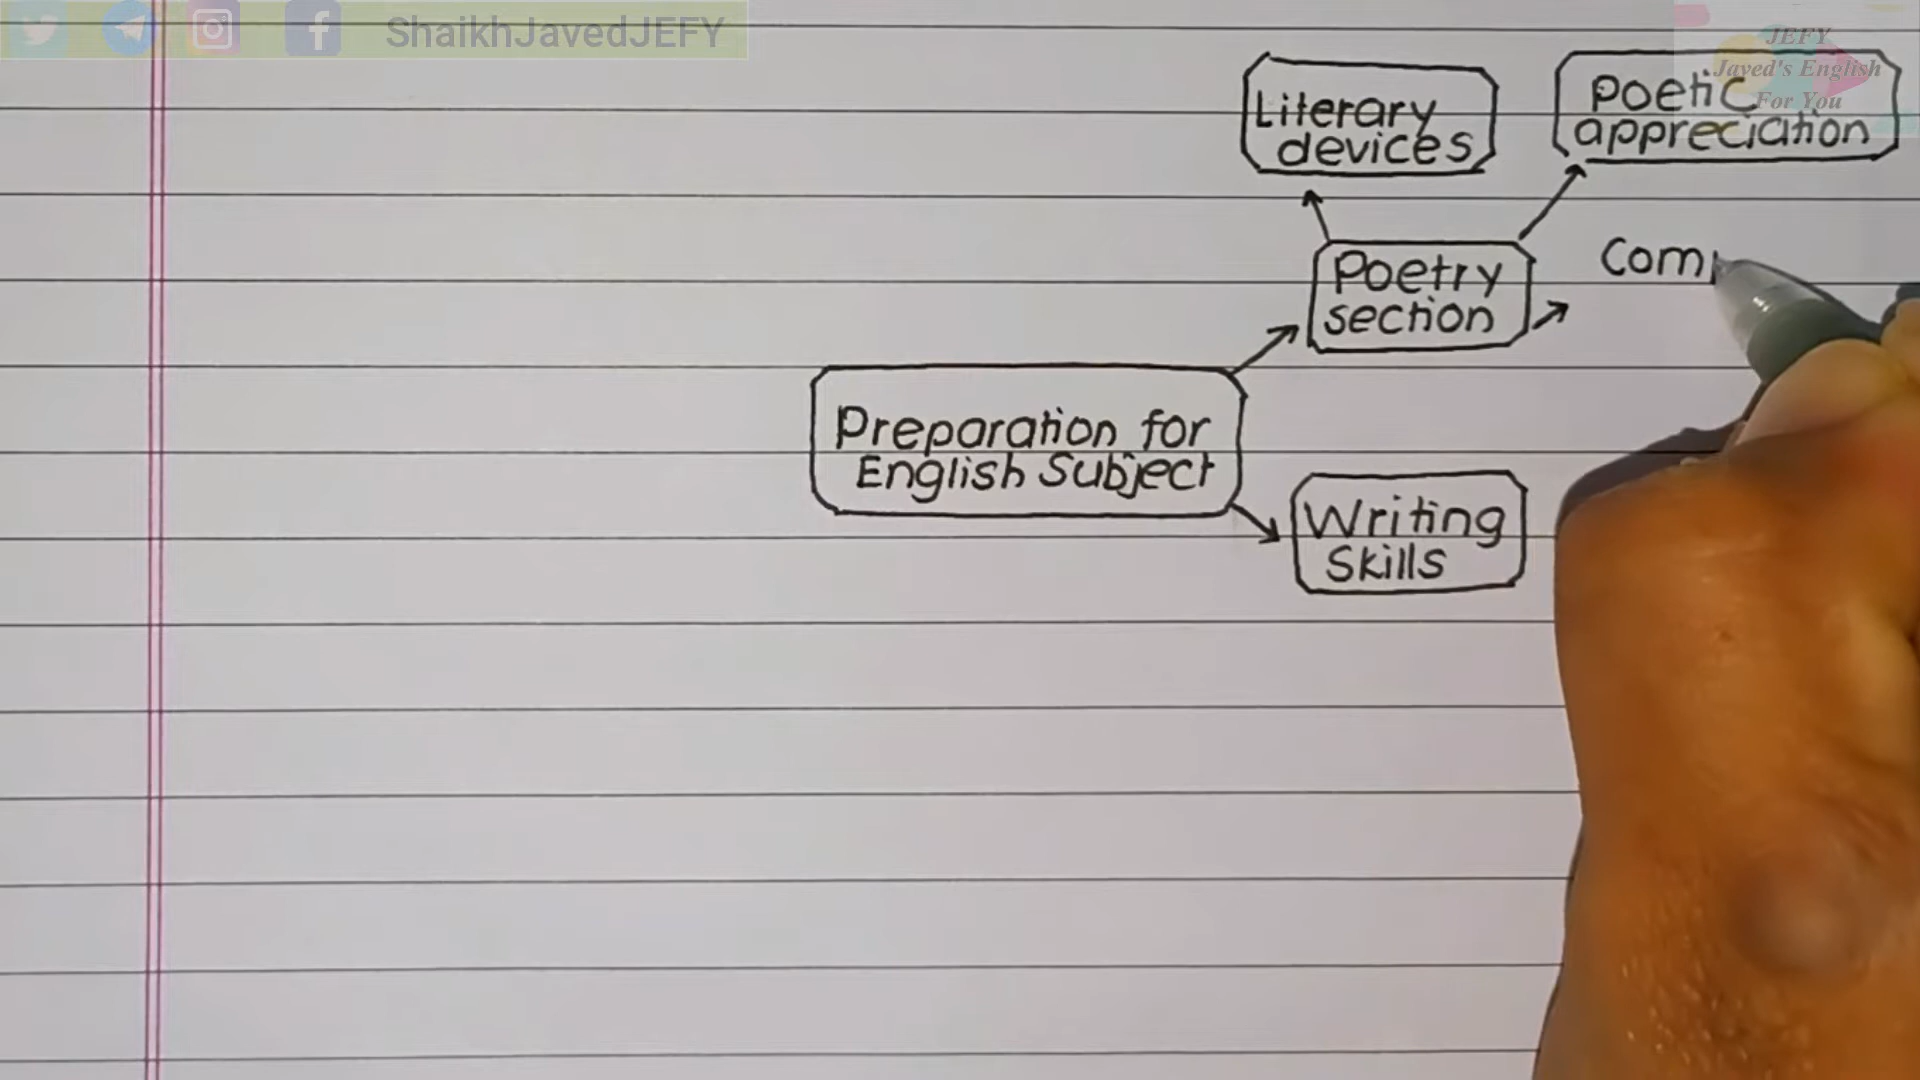 ShaikhJavedJEFY
JEFY
Javed's English
For You
Literary
devices
Poetic
appreciation
Poetry
section
Com
Preparation for
English Subject
Writing
Skills